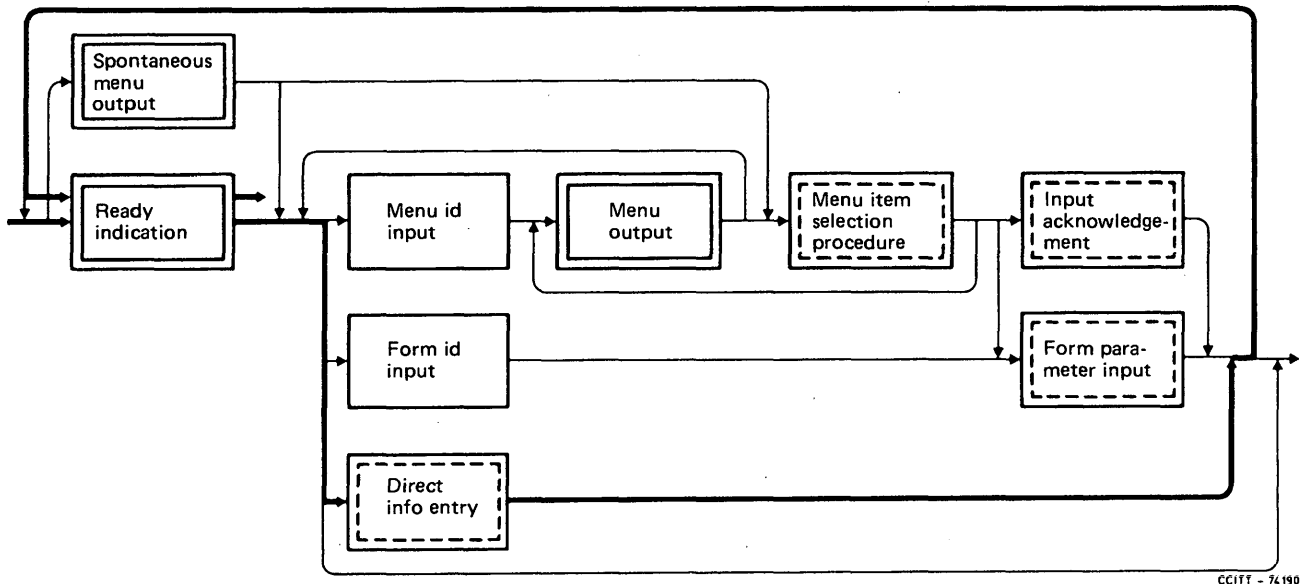 Spontaneous
menu
output
Ready
indication
Menu id
input
Menu
output
Menu item
selection
procedure
Input
acknowledge-
ment
Form id
input
Form para-
meter input
Direct
info entry
CCITT - 74190